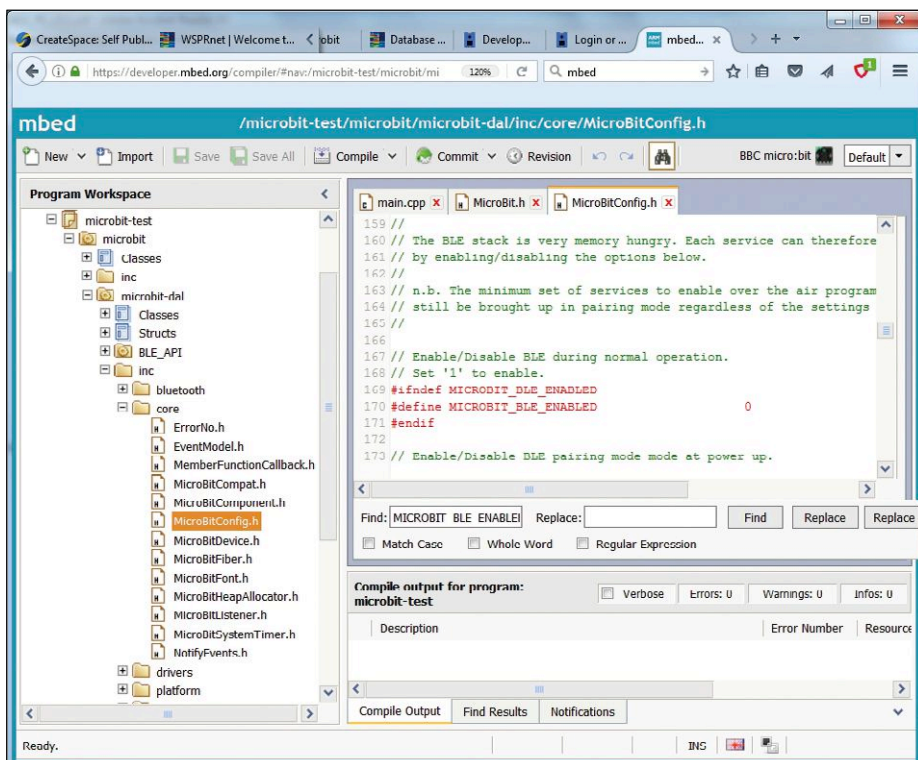 CreateSpace: Self Publ... WSPRnet | Welcome t... obit Database ... Develop... Login or ... mbed...
https://developer.mbed.org/compiler/#nav:/microbit-test/microbit/mi 120% mbed 1
mbed /microbit-test/microbit/microbit-dal/inc/core/MicroBitConfig.h
New Import Save Save All Compile Commit Revision BBC micro:bit Default
Program Workspace
microbit-test
microbit
Classes
inc
microbit-dal
Classes
Structs
BLE_API
inc
bluetooth
core
ErrorNo.h
EventModel.h
MemberFunctionCallback.h
MicroBitCompat.h
MicroBitComponent.h
MicroBitConfig.h
MicroBitDevice.h
MicroBitFiber.h
MicroBitFont.h
MicroBitHeapAllocator.h
MicroBitListener.h
MicroBitSystemTimer.h
NotifyEvents.h
drivers
platform
main.cpp MicroBit.h MicroBitConfig.h
159 //
160 // The BLE stack is very memory hungry. Each service can therefore
161 // by enabling/disabling the options below.
162 //
163 // n.b. The minimum set of services to enable over the air program
164 // still be brought up in pairing mode regardless of the settings
165 //
166
167 // Enable/Disable BLE during normal operation.
168 // Set '1' to enable.
169 #ifndef MICROBIT_BLE_ENABLED
170 #define MICROBIT_BLE_ENABLED 0
171 #endif
172
173 // Enable/Disable BLE pairing mode mode at power up.
Find: MICROBIT_BLE_ENABLE Replace: Find Replace Replace
Match Case Whole Word Regular Expression
Compile output for program:
microbit-test
Verbose Errors: 0 Warnings: 0 Infos: 0
Description Error Number Resource
Compile Output Find Results Notifications
Ready. INS